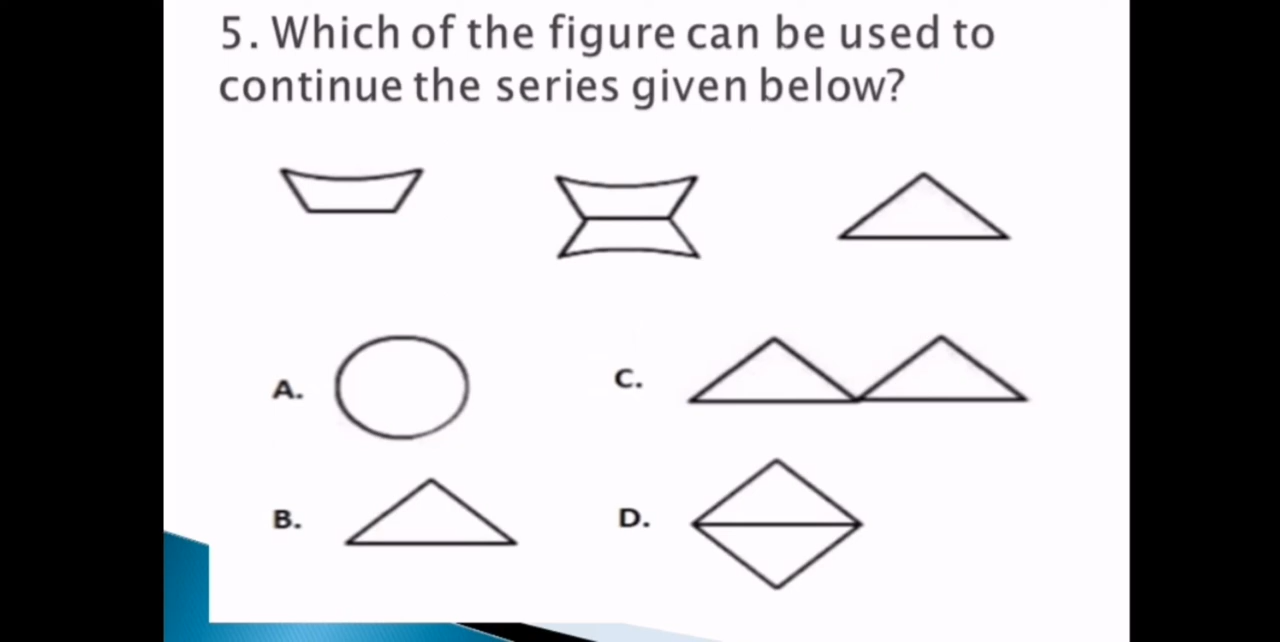 5. Which of the figure can be used to
continue the series given below?
A.
C.
B.
D.